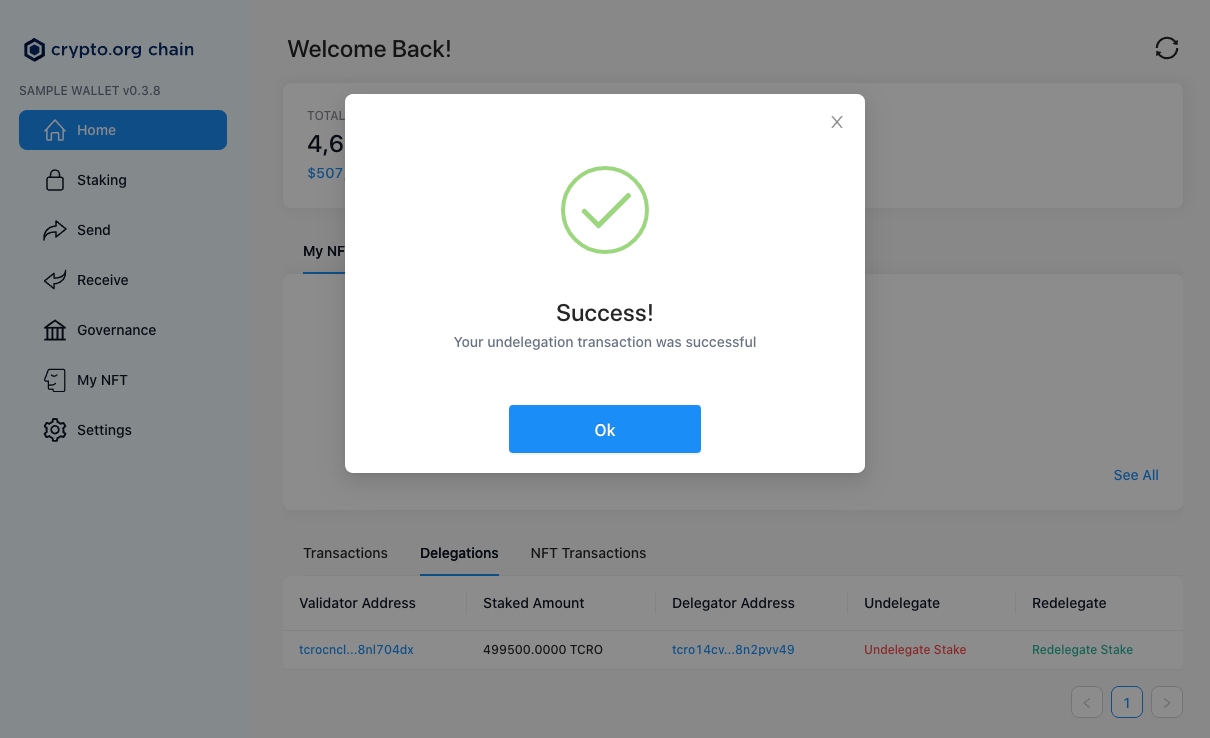 crypto.org chain
SAMPLE WALLET v0.3.8
Home
Staking
Send
Receive
Governance
My NFT
Settings
Welcome Back!
TOTAL
4,6
$507
My NF
Success!
Your undelegation transaction was successful
Ok
See All
Transactions Delegations NFT Transactions
Validator Address Staked Amount Delegator Address Undelegate Redelegate
tcrocncl...8nl704dx 499500.0000 TCRO tcro14cv...8n2pvv49 Undelegate Stake Redelegate Stake
< 1 >